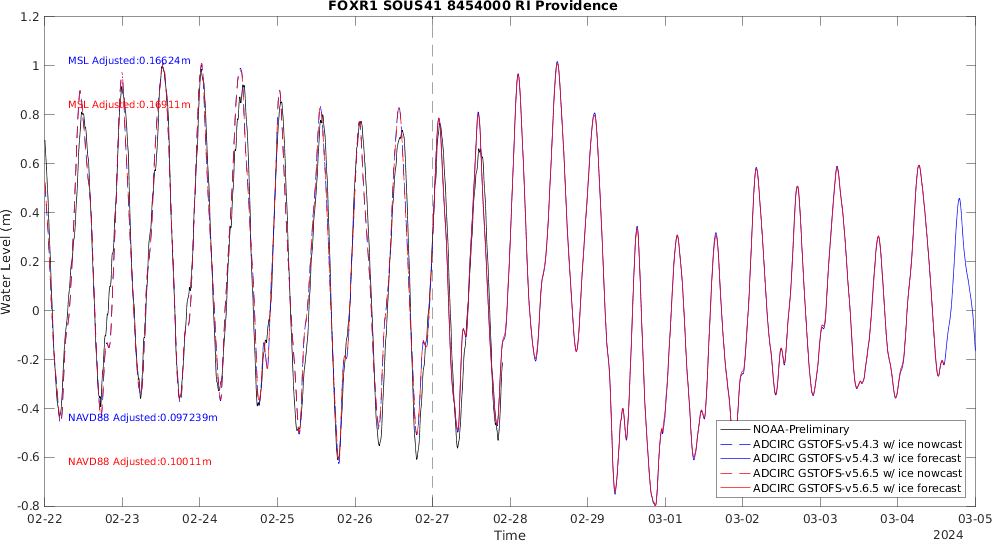 FOXR1 SOUS41 8454000 RI Providence
1.2
1
0.8
0.6
0.4
0.2
0
-0.2
-0.4
-0.6
-0.8
Water Level (m)
MSL Adjusted:0.16624m
MSL Adjusted:0.16911m
NAVD88 Adjusted:0.097239m
NAVD88 Adjusted:0.10011m
NOAA-Preliminary
ADCIRC GSTOFS-v5.4.3 w/ ice nowcast
ADCIRC GSTOFS-v5.4.3 w/ ice forecast
ADCIRC GSTOFS-v5.6.5 w/ ice nowcast
ADCIRC GSTOFS-v5.6.5 w/ ice forecast
02-22 02-23 02-24 02-25 02-26 02-27 02-28 02-29 03-01 03-02 03-03 03-04 03-05
Time
2024